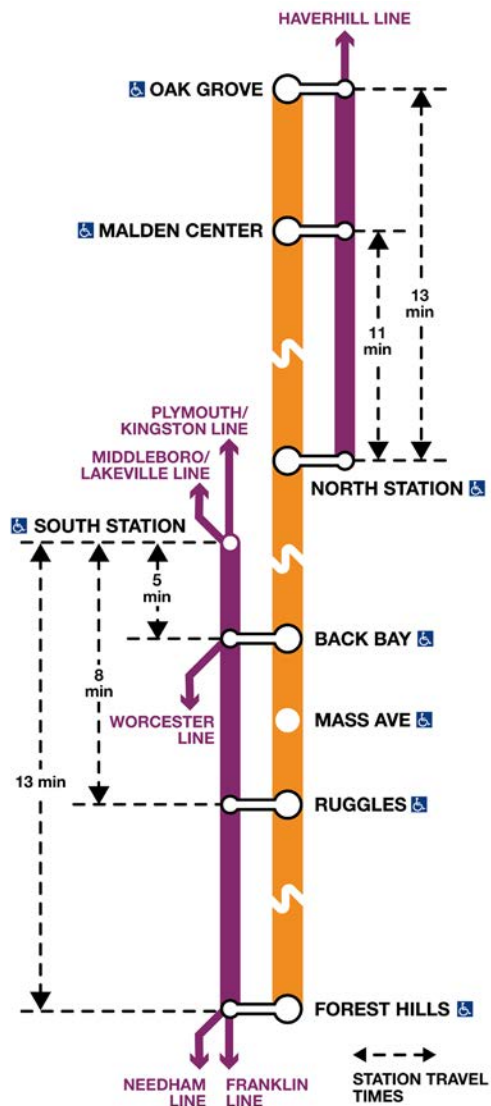 HAVERHILL LINE
OAK GROVE
MALDEN CENTER
13
min
11
min
PLYMOUTH/
KINGSTON LINE
MIDDLEBORO/
LAKEVILLE LINE
NORTH STATION
SOUTH STATION
5
min
BACK BAY
8
min
WORCESTER
LINE
MASS AVE
13 min
RUGGLES
FOREST HILLS
NEEDHAM
LINE
FRANKLIN
LINE
STATION TRAVEL
TIMES